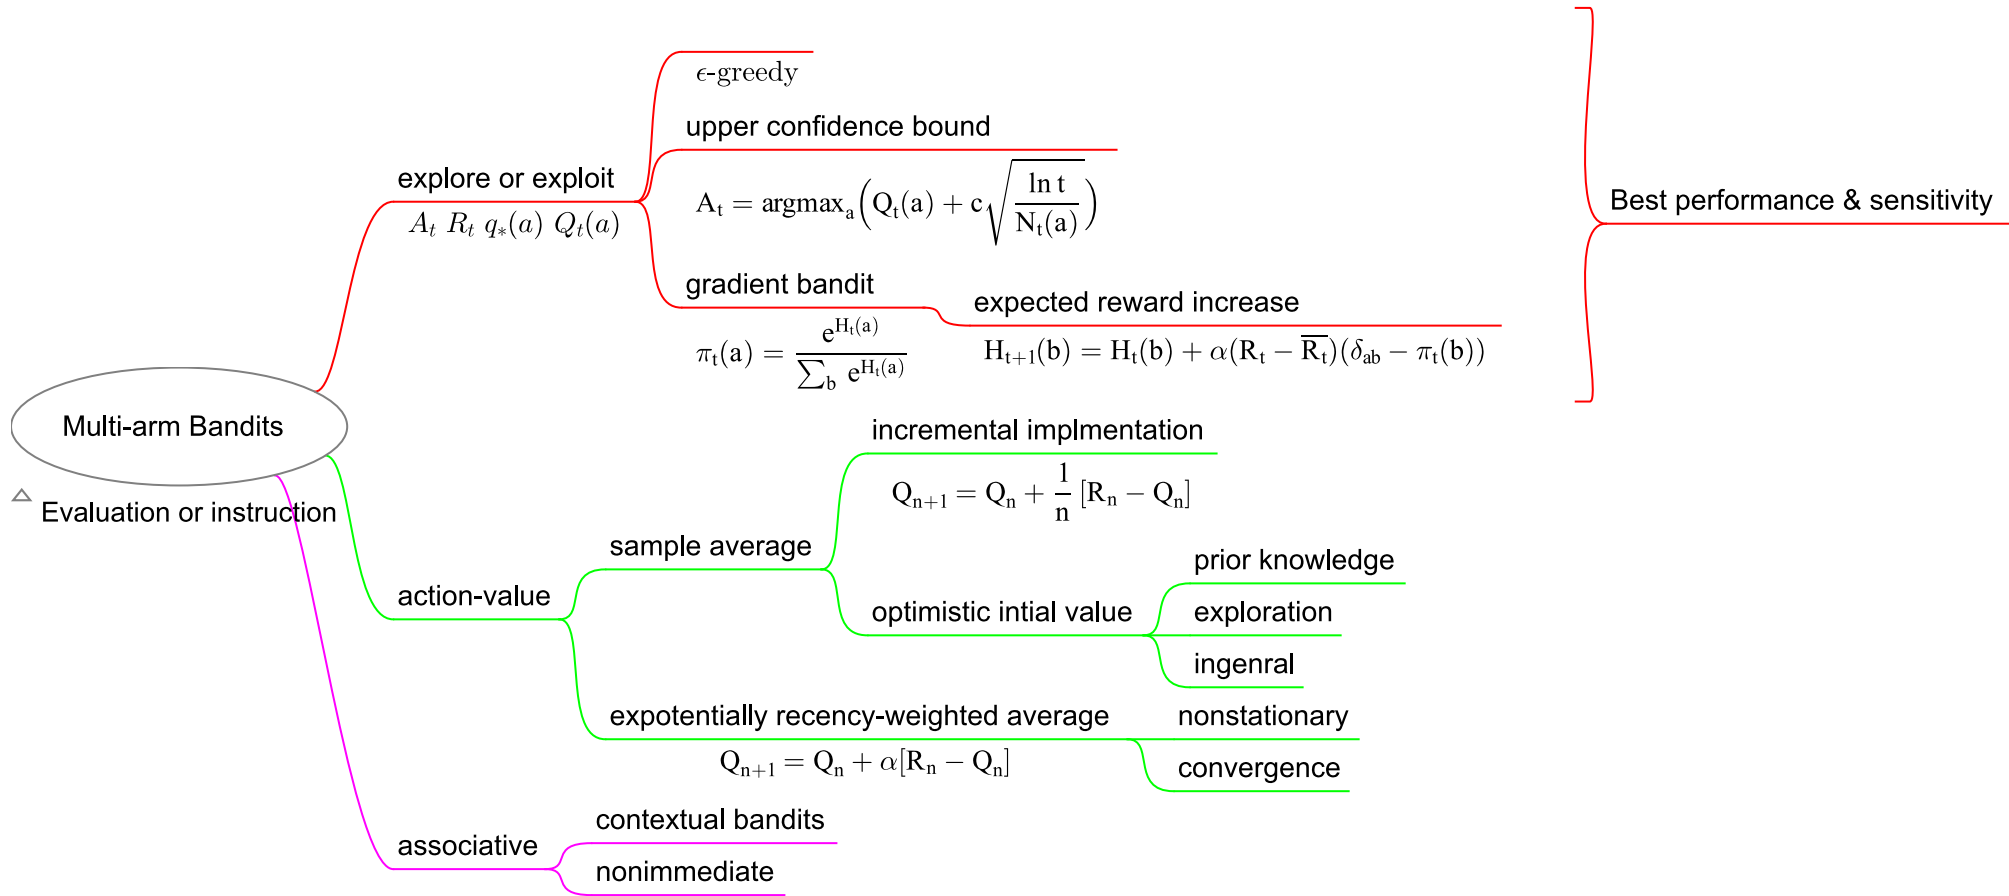 Multi-arm Bandits
Evaluation or instruction
explore or exploit
A_t R_t q_*(a) Q_t(a)
ϵ-greedy
upper confidence bound
A_t = argmax_a(Q_t(a) + c√(ln t / N_t(a)))
gradient bandit
π_t(a) = e^{H_t(a)} / ∑_b e^{H_t(a)}
expected reward increase
H_{t+1}(b) = H_t(b) + α(R_t − \overline{R_t})(δ_{ab} − π_t(b))
Best performance & sensitivity
action-value
sample average
incremental implmentation
Q_{n+1} = Q_n + 1/n [R_n − Q_n]
optimistic intial value
prior knowledge
exploration
ingenral
expotentially recency-weighted average
Q_{n+1} = Q_n + α[R_n − Q_n]
nonstationary
convergence
associative
contextual bandits
nonimmediate